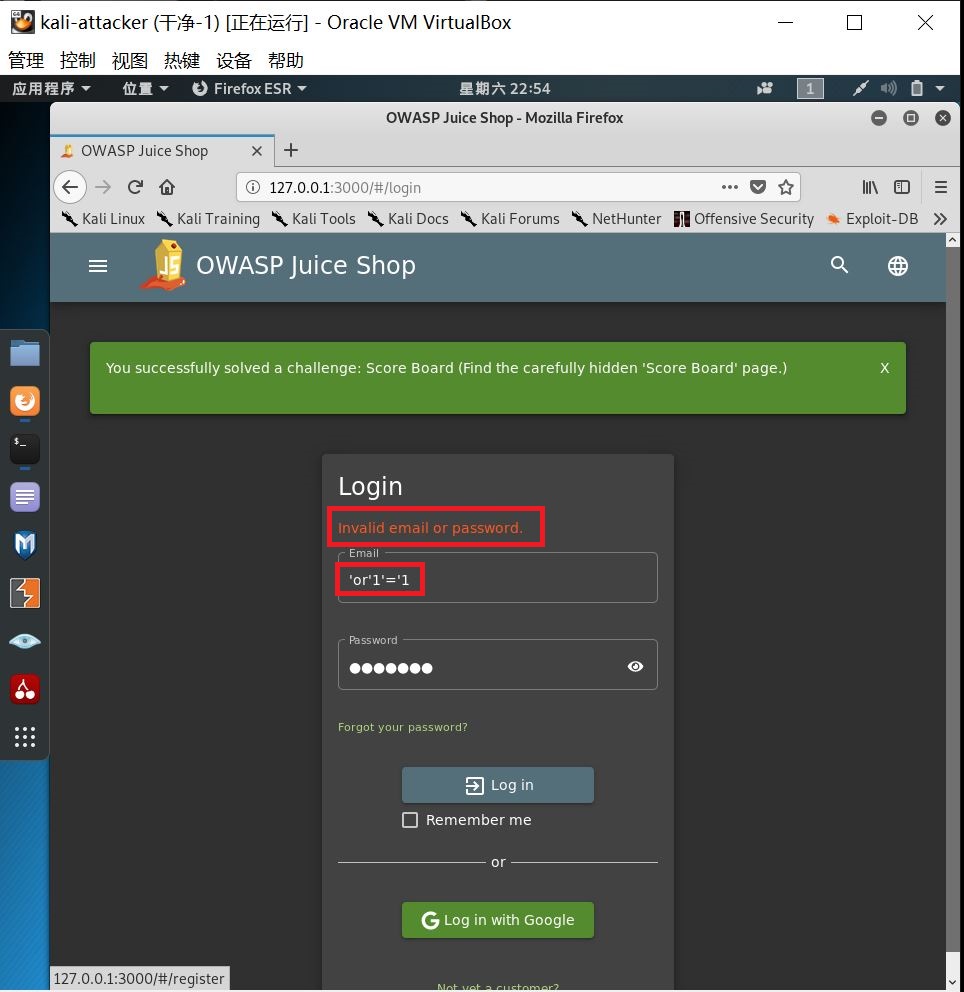 kali-attacker (干净-1) [正在运行] - Oracle VM VirtualBox
管理 控制 视图 热键 设备 帮助
应用程序 位置 Firefox ESR 星期六 22:54 1
OWASP Juice Shop - Mozilla Firefox
OWASP Juice Shop
127.0.0.1:3000/#/login
Kali Linux Kali Training Kali Tools Kali Docs Kali Forums NetHunter Offensive Security Exploit-DB
JS OWASP Juice Shop
You successfully solved a challenge: Score Board (Find the carefully hidden 'Score Board' page.) X
Login
Invalid email or password.
Email
'or'1'='1
Password
Forgot your password?
Log in
Remember me
or
G Log in with Google
127.0.0.1:3000/#/register
Not yet a customer?